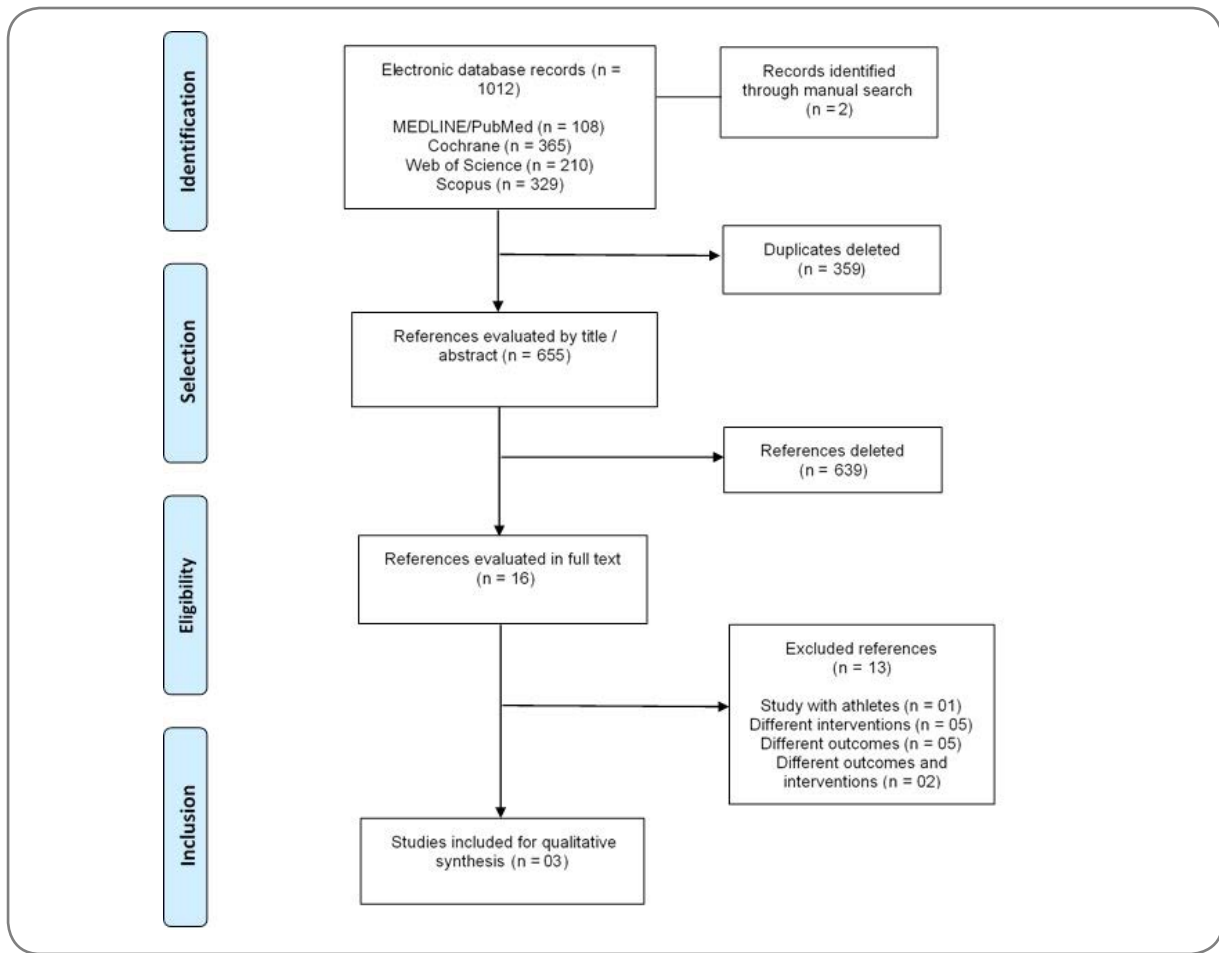 Identification
Electronic database records (n =
1012)
MEDLINE/PubMed (n = 108)
Cochrane (n = 365)
Web of Science (n = 210)
Scopus (n = 329)
Records identified
through manual search
(n = 2)
Duplicates deleted
(n = 359)
Selection
References evaluated by title /
abstract (n = 655)
References deleted
(n = 639)
Eligibility
References evaluated in full text
(n = 16)
Excluded references
(n = 13)
Study with athletes (n = 01)
Different interventions (n = 05)
Different outcomes (n = 05)
Different outcomes and
interventions (n = 02)
Inclusion
Studies included for qualitative
synthesis (n = 03)